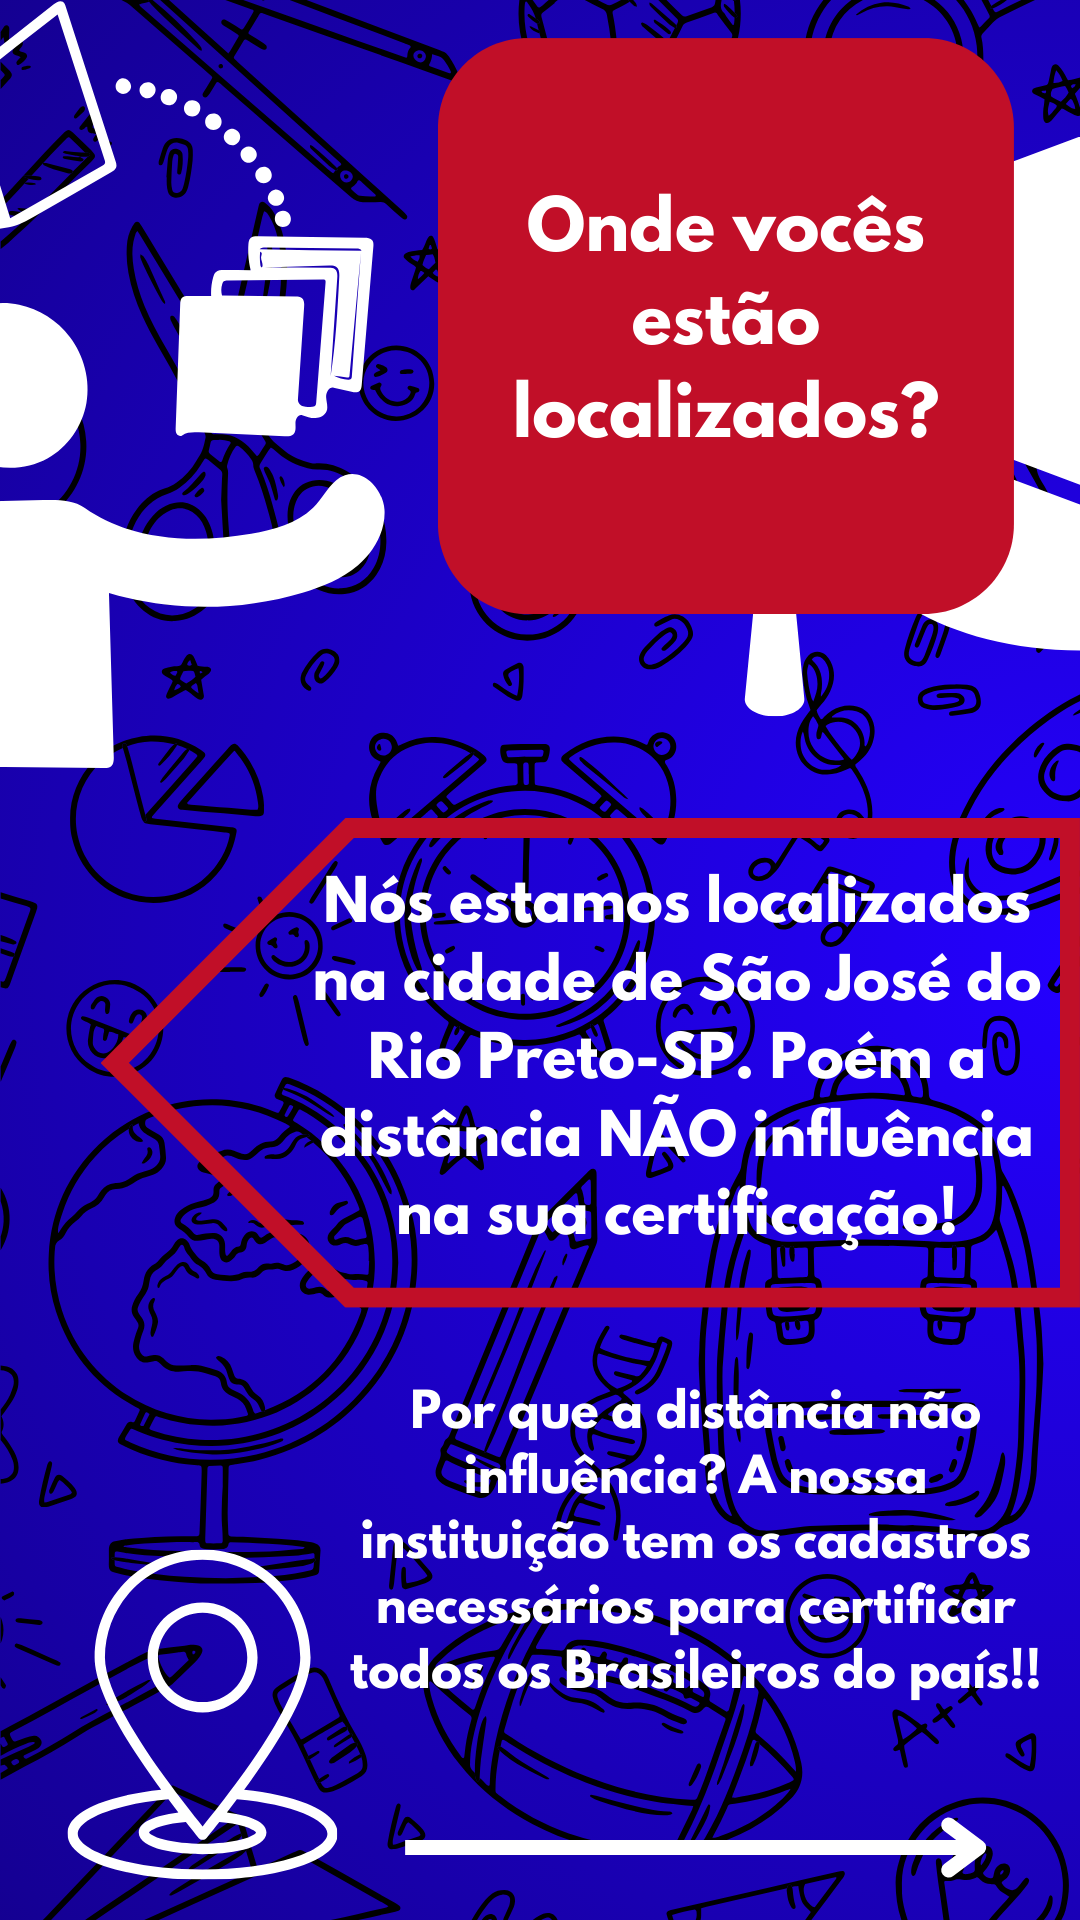 Onde vocês
estão
localizados?
Nós estamos localizados
na cidade de São José do
Rio Preto-SP. Poém a
distância NÃO influência
na sua certificação!
Por que a distância não
influência? A nossa
instituição tem os cadastros
necessários para certificar
todos os Brasileiros do país!!
A++